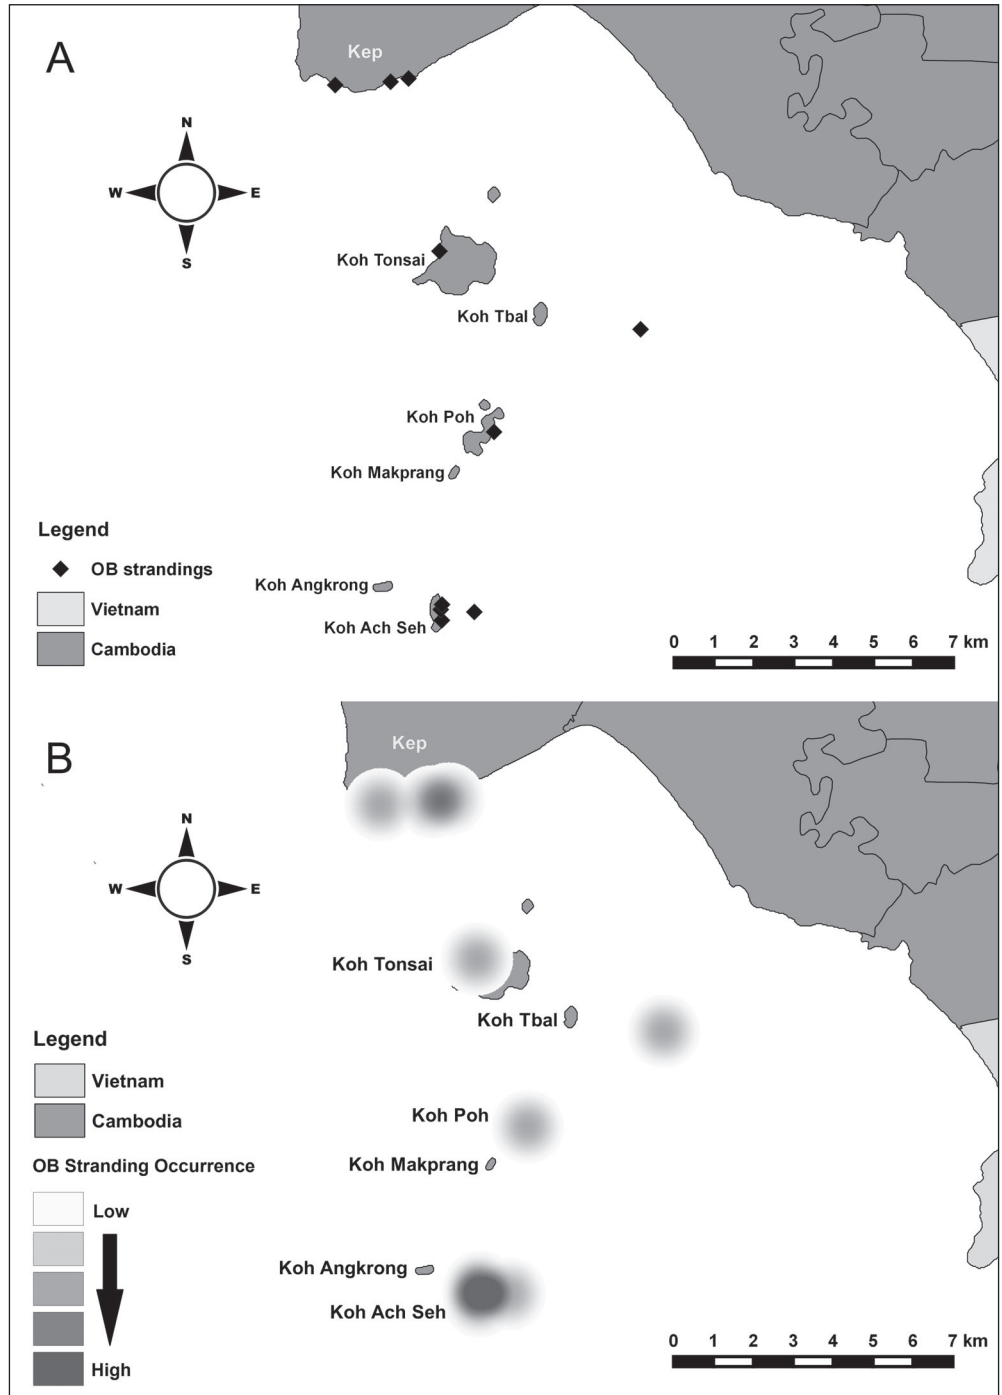 A
Kep
N
W E
S
Koh Tonsai
Koh Tbal
Koh Poh
Koh Makprang
Legend
OB strandings
Vietnam
Cambodia
Koh Angkrong
Koh Ach Seh
0 1 2 3 4 5 6 7 km
B
Kep
N
W E
S
Koh Tonsai
Koh Tbal
Legend
Vietnam
Cambodia
Koh Poh
Koh Makprang
OB Stranding Occurrence
Low
High
Koh Angkrong
Koh Ach Seh
0 1 2 3 4 5 6 7 km